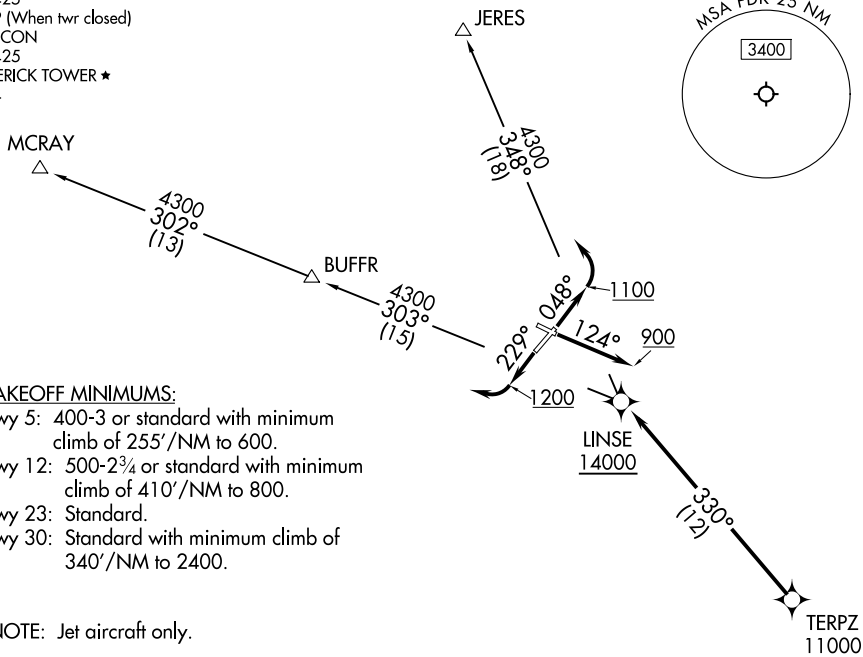 (When twr closed)
CON
ERICK TOWER ★
JERES
MSA FDK 25 NM
3400
MCRAY
4300
348°
(18)
4300
302°
(13)
BUFFR
4300
303°
(15)
048°
1100
124°
900
229°
1200
LINSE
14000
330°
(12)
TERPZ
11000
AKEOFF MINIMUMS:
wy 5: 400-3 or standard with minimum
climb of 255'/NM to 600.
wy 12: 500-2¾ or standard with minimum
climb of 410'/NM to 800.
wy 23: Standard.
wy 30: Standard with minimum climb of
340'/NM to 2400.
NOTE: Jet aircraft only.